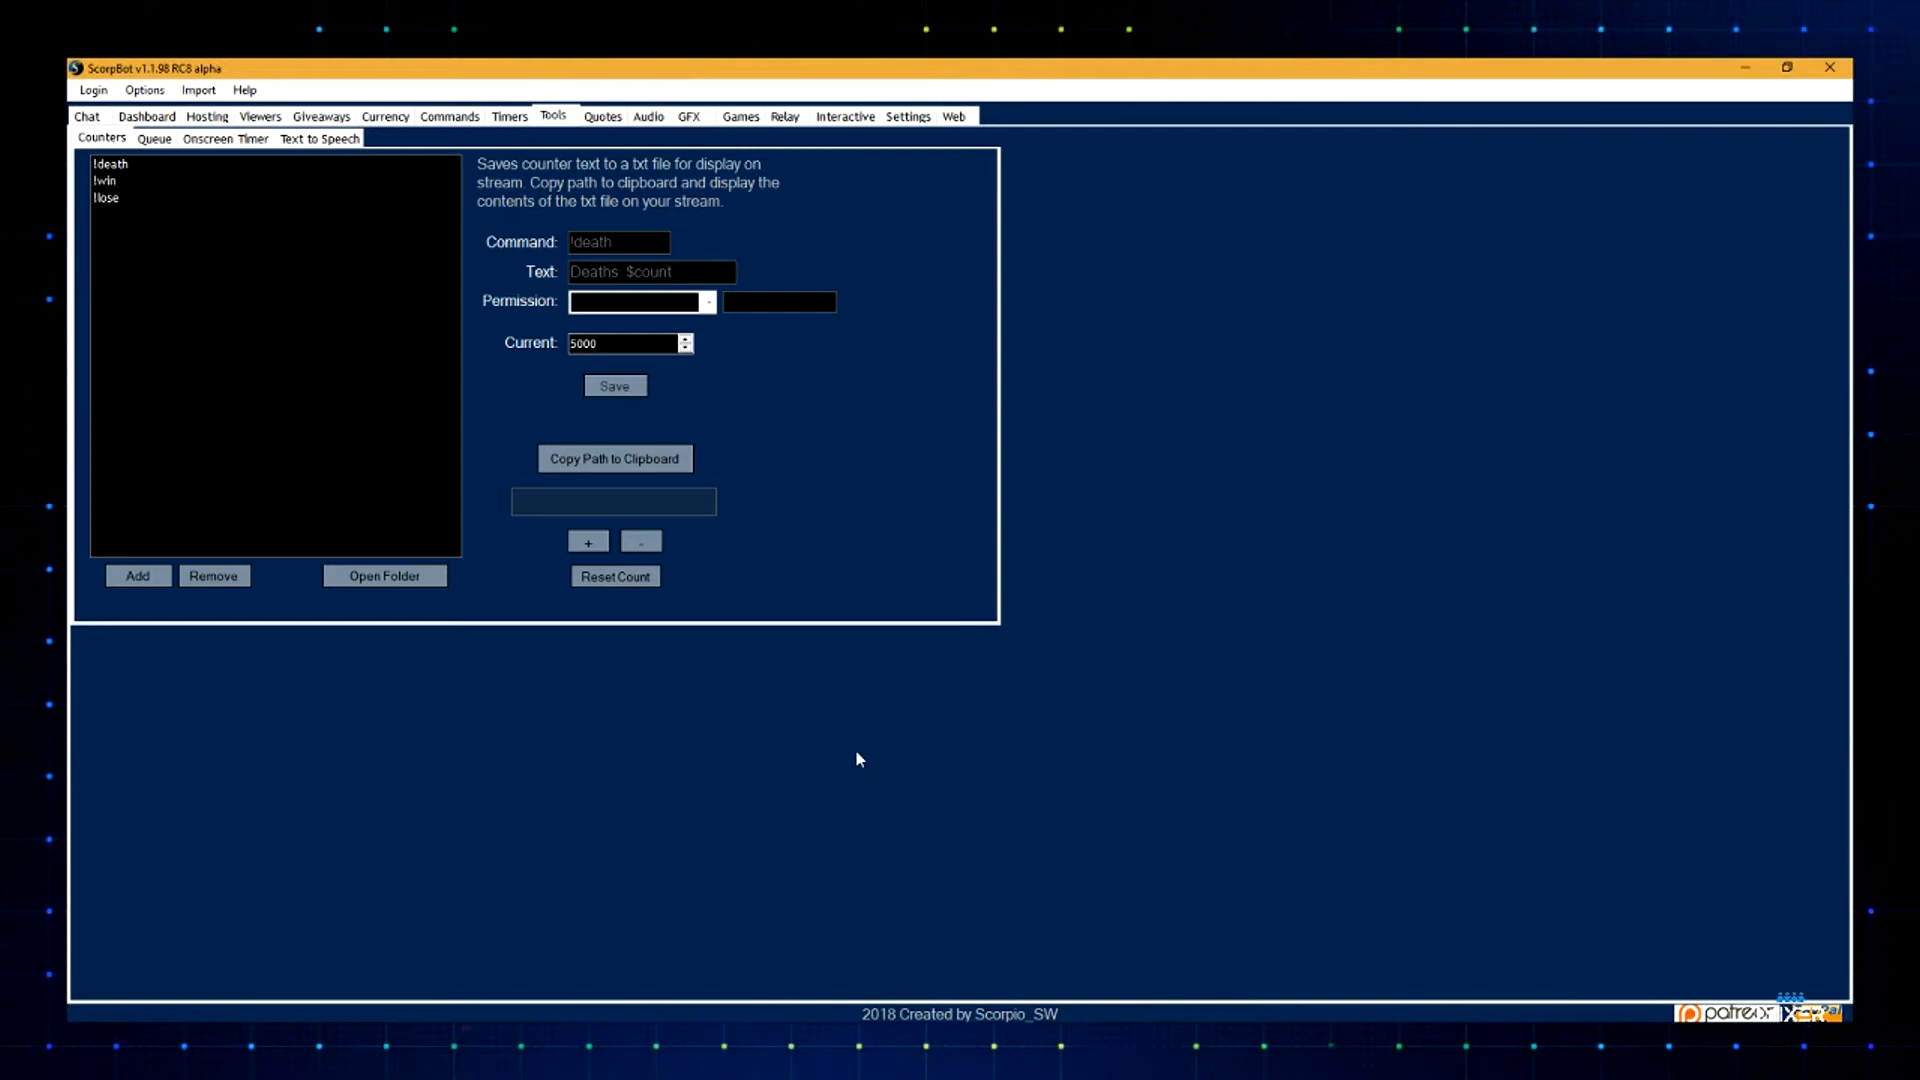 ScorpBot v1.1.98 RC8 alpha
Login Options Import Help
Chat Dashboard Hosting Viewers Giveaways Currency Commands Timers Tools Quotes Audio GFX Games Relay Interactive Settings Web
Counters Queue Onscreen Timer Text to Speech
!death
!win
!lose
Saves counter text to a txt file for display on
stream. Copy path to clipboard and display the
contents of the txt file on your stream.
Command: !death
Text: Deaths $count
Permission:
Current: 5000
Save
Copy Path to Clipboard
+ -
Add Remove Open Folder Reset Count
2018 Created by Scorpio_SW